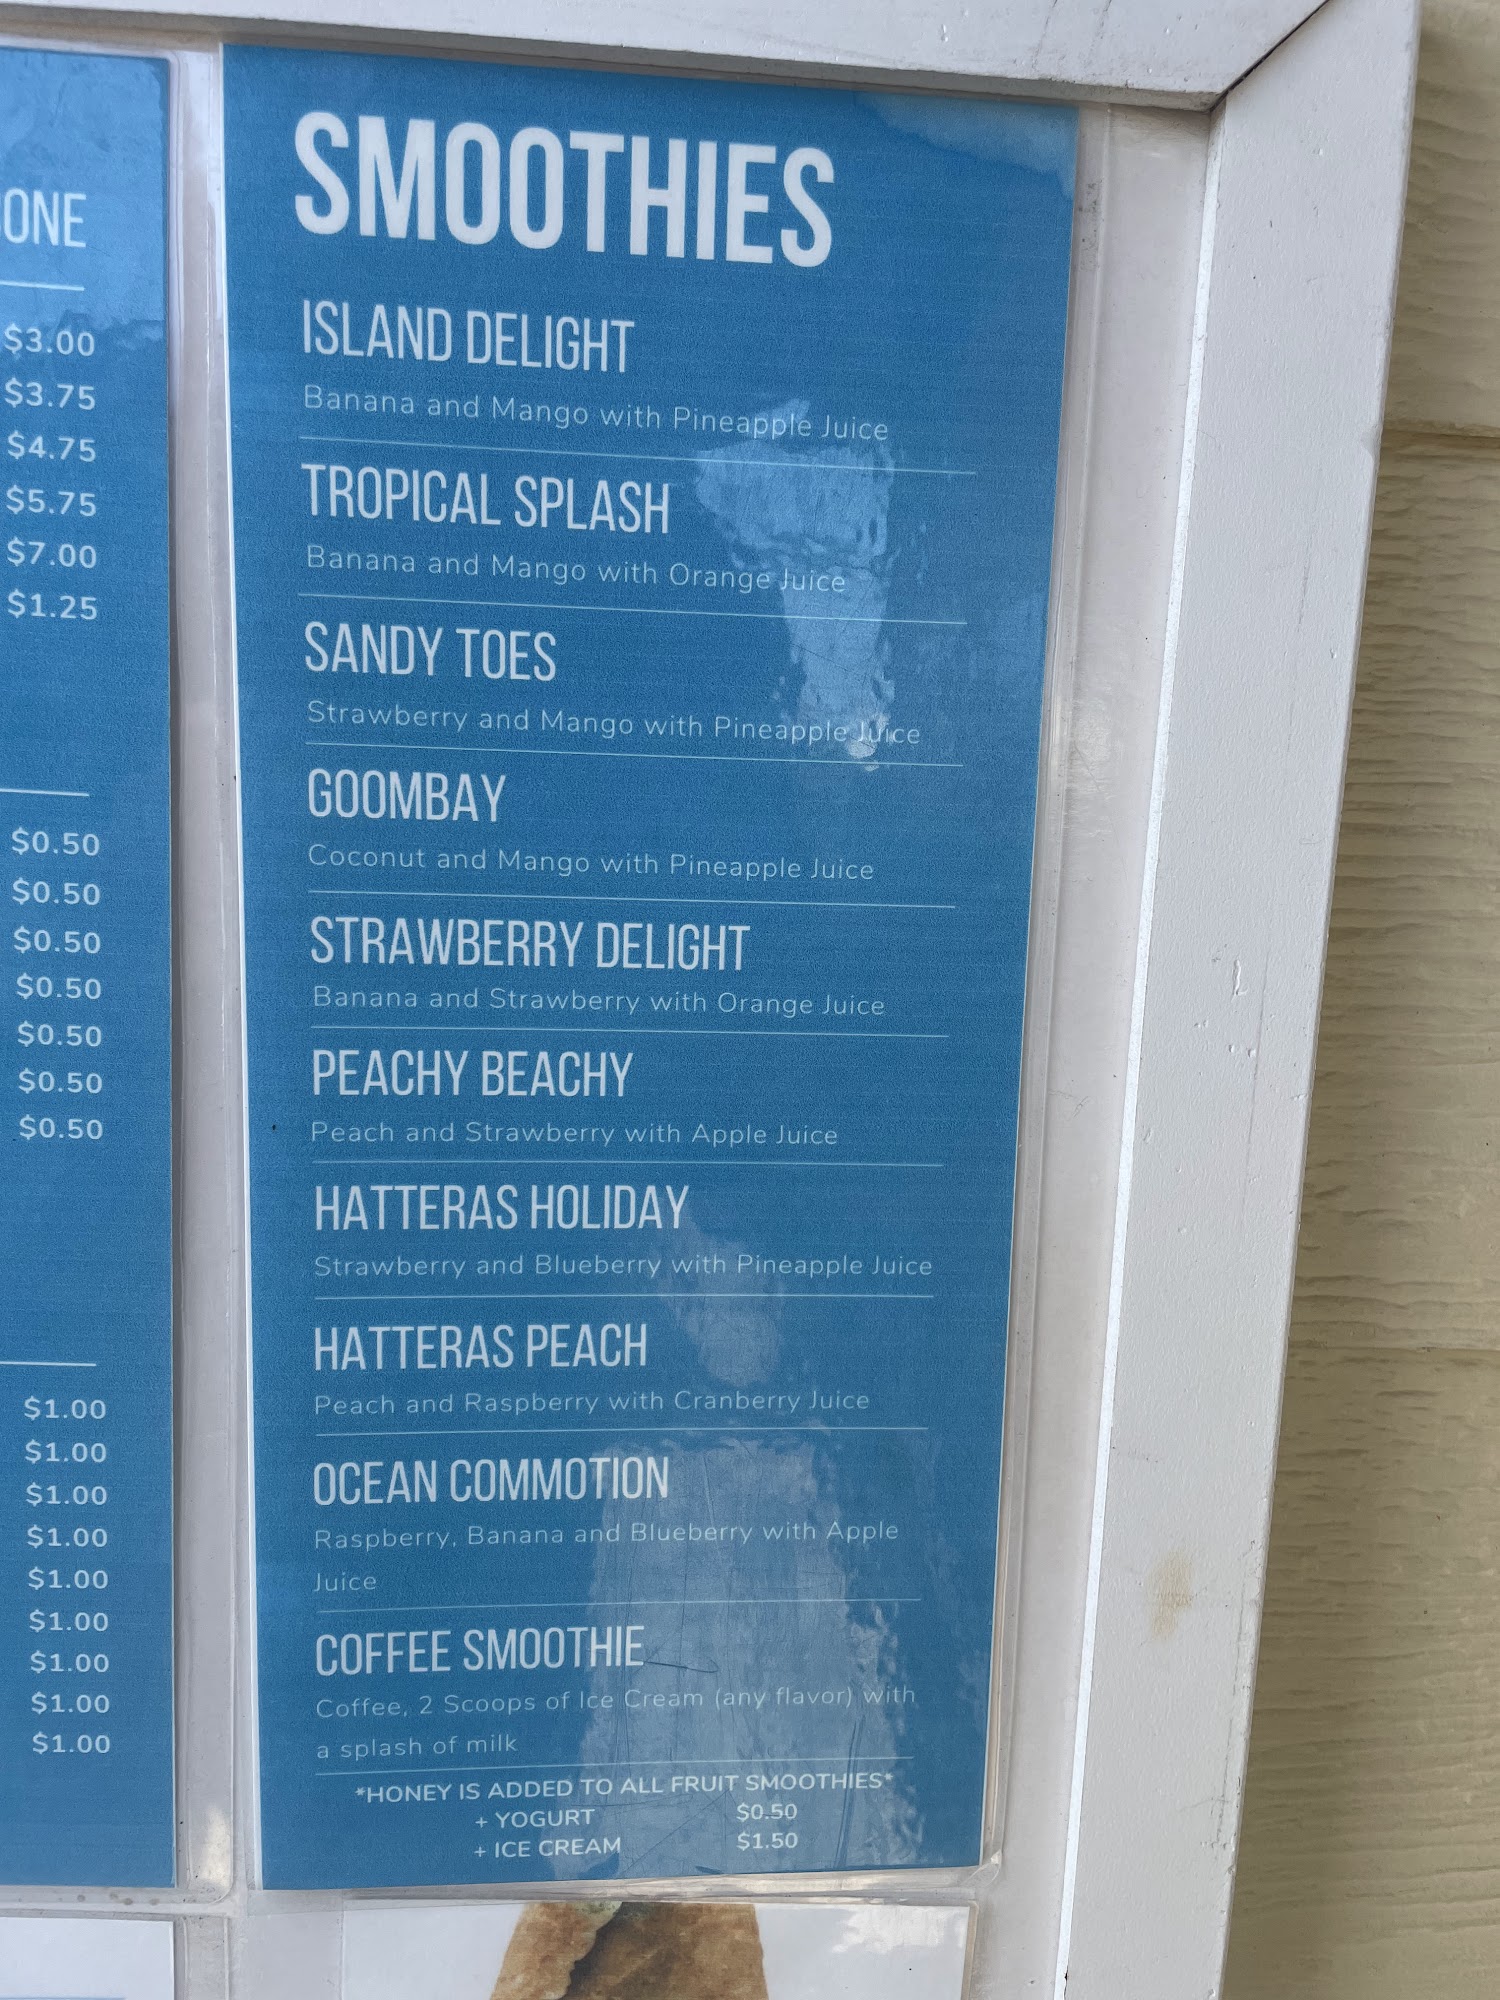 ONE
$3.00
$3.75
$4.75
$5.75
$7.00
$1.25
$0.50
$0.50
$0.50
$0.50
$0.50
$0.50
$0.50
$1.00
$1.00
$1.00
$1.00
$1.00
$1.00
$1.00
$1.00
$1.00
SMOOTHIES
ISLAND DELIGHT
Banana and Mango with Pineapple Juice
TROPICAL SPLASH
Banana and Mango with Orange Juice
SANDY TOES
Strawberry and Mango with Pineapple Juice
GOOMBAY
Coconut and Mango with Pineapple Juice
STRAWBERRY DELIGHT
Banana and Strawberry with Orange Juice
PEACHY BEACHY
Peach and Strawberry with Apple Juice
HATTERAS HOLIDAY
Strawberry and Blueberry with Pineapple Juice
HATTERAS PEACH
Peach and Raspberry with Cranberry Juice
OCEAN COMMOTION
Raspberry, Banana and Blueberry with Apple
Juice
COFFEE SMOOTHIE
Coffee, 2 Scoops of Ice Cream (any flavor) with
a splash of milk
*HONEY IS ADDED TO ALL FRUIT SMOOTHIES*
+ YOGURT $0.50
+ ICE CREAM $1.50